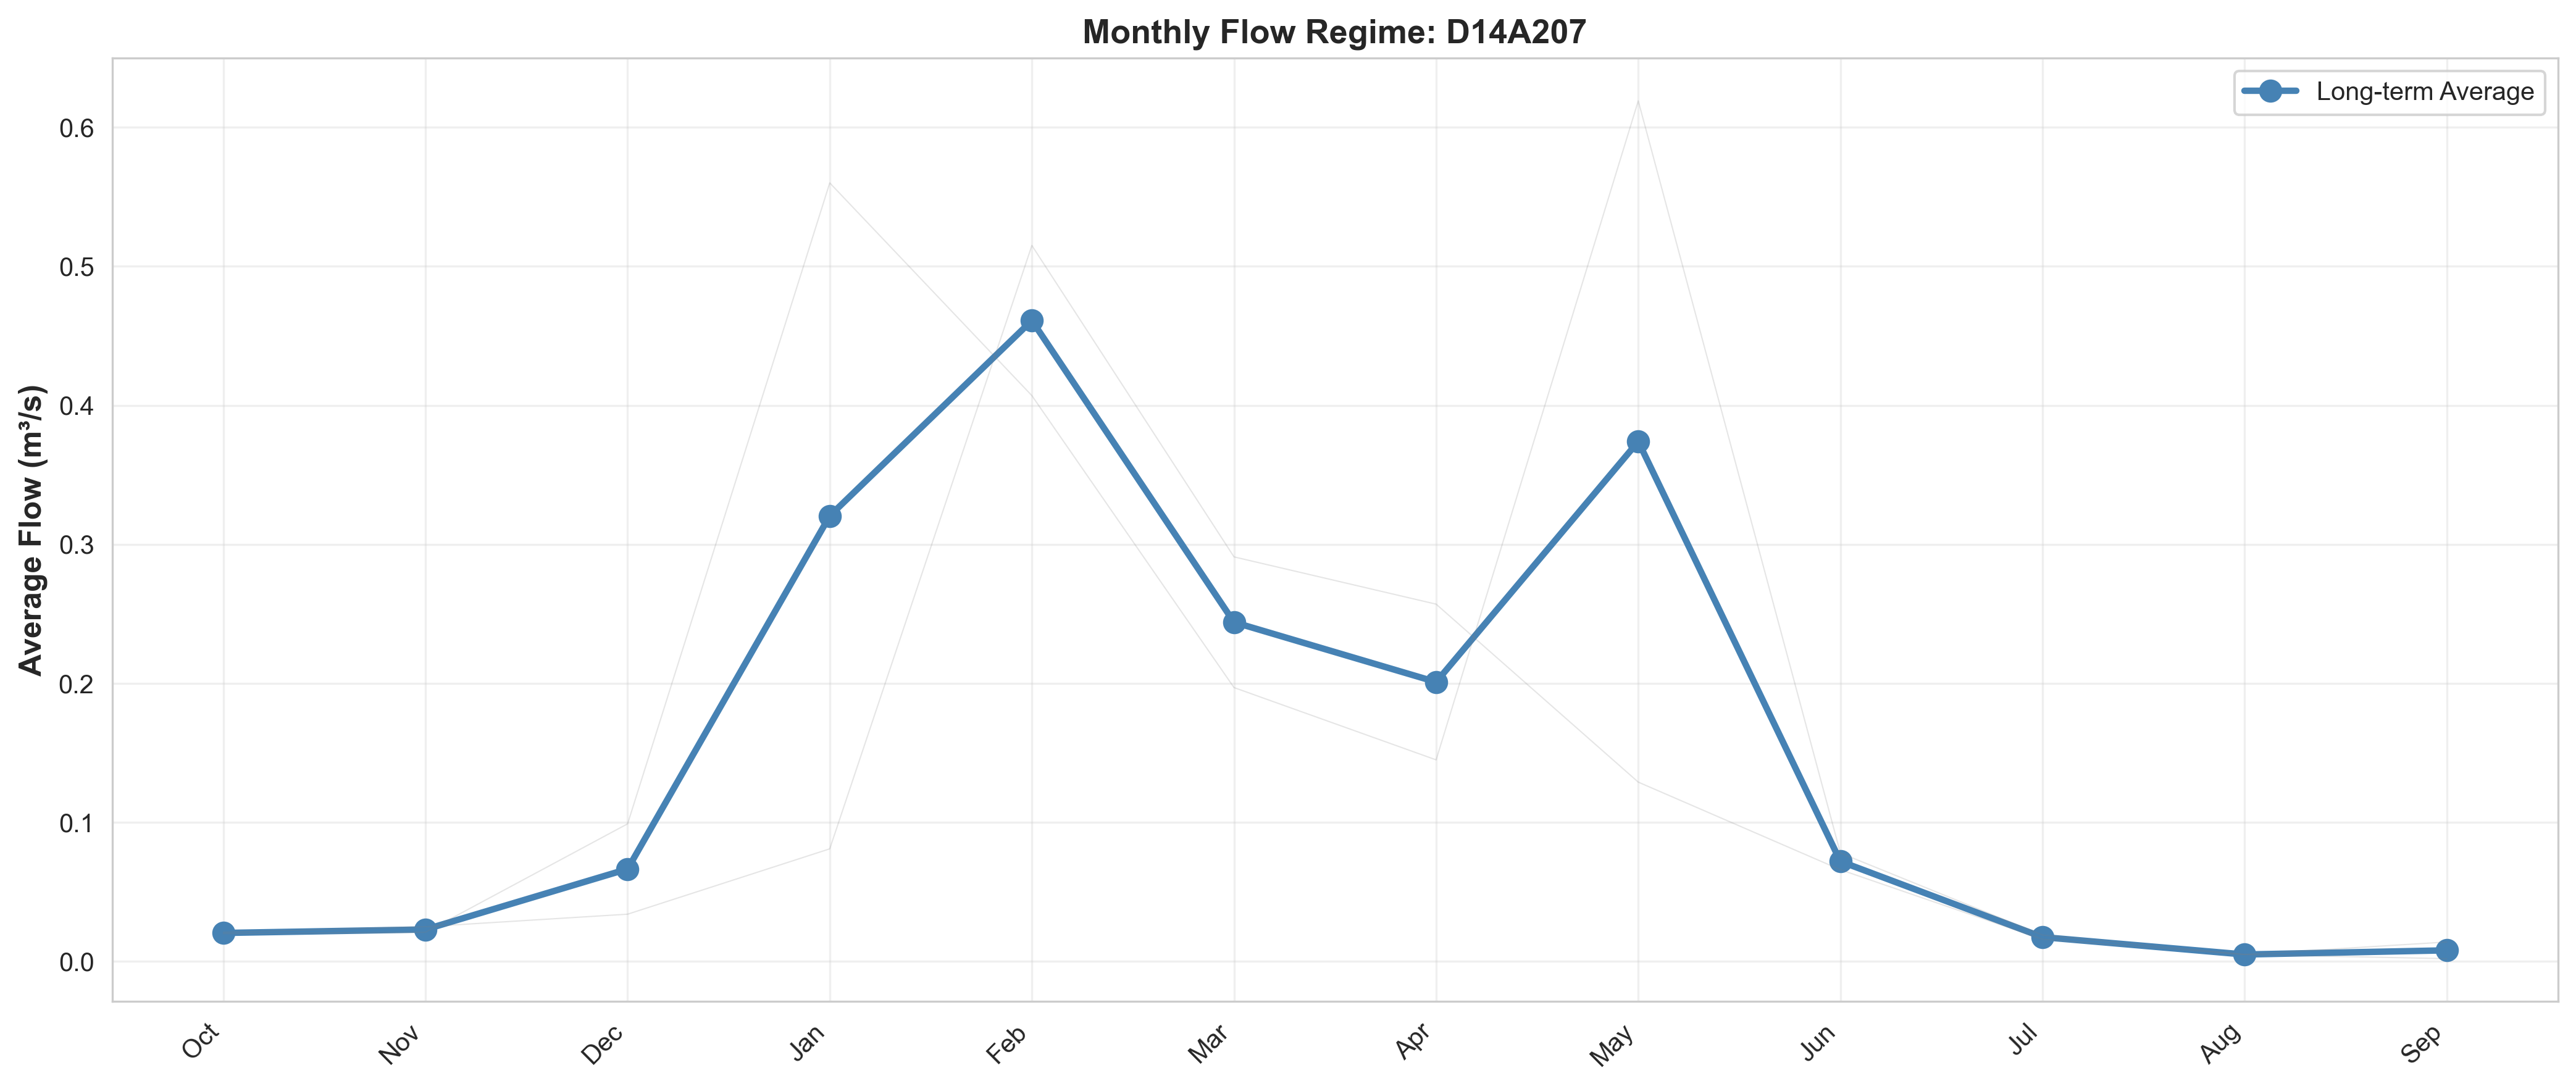 Monthly Flow Regime: D14A207
Long-term Average
Average Flow (m³/s)
0.6
0.5
0.4
0.3
0.2
0.1
0.0
Oct
Nov
Dec
Jan
Feb
Mar
Apr
May
Jun
Jul
Aug
Sep